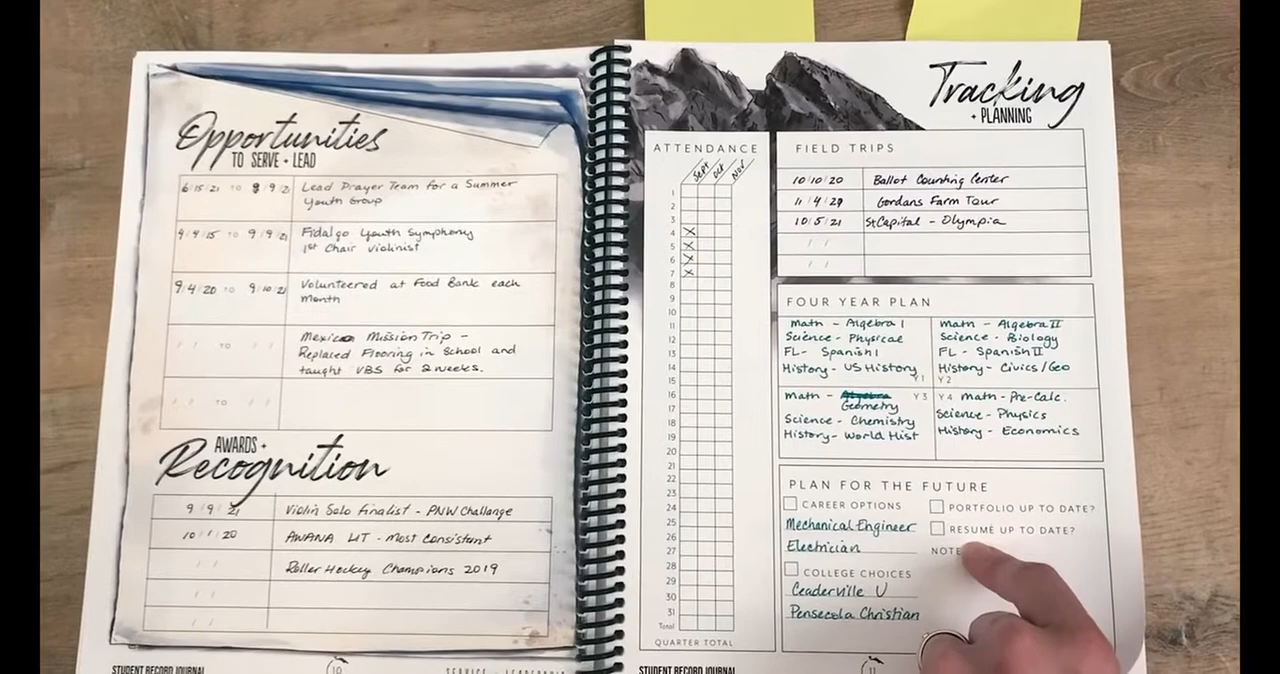 Opportunities
TO SERVE + LEAD
6/15/21 TO 8/9/21 Lead Prayer Team for a Summer
Youth Group
9/9/15 TO 9/9/21 Fidalgo Youth Symphony
1st Chair Violinist
9/4/20 TO 9/10/21 Volunteered at Food Bank each
Month
/ / TO / / Mexico Mission Trip -
Replaced Flooring in School and
taught VBS for 2 weeks.
/ / TO / /
AWARDS +
Recognition
9/9/21 Violin Solo Finalist - PNW Challange
10/1/20 AWANA LIT - Most Consistant
/ / Roller Hockey Champions 2019
/ /
/ /
STUDENT RECORD JOURNAL
10
SERVICE + LEADERSHIP
Tracking
+ PLANNING
ATTENDANCE
Sept Oct Nov
1
2
3
4 X
5 X
6 X
7 X
8
9
10
11
12
13
14
15
16
17
18
19
20
21
22
23
24
25
26
27
28
29
30
31
Total
QUARTER TOTAL
FIELD TRIPS
10/10/20 Ballot Counting Center
11/4/20 Gordans Farm Tour
10/5/21 St Capital - Olympia
/ /
/ /
FOUR YEAR PLAN
Math - Algebra I
Science - Physical
FL - Spanish I
History - US History
Y1
Math - Algebra II
Science - Biology
FL - Spanish II
History - Civics/Geo
Y2
Math - Algebra Y3
Geometry
Science - Chemistry
History - World Hist
Y4 Math - Pre-Calc.
Science - Physics
History - Economics
PLAN FOR THE FUTURE
CAREER OPTIONS
Mechanical Engineer
Electrician
COLLEGE CHOICES
Ceaderville U
Pensecola Christian
PORTFOLIO UP TO DATE?
RESUMÉ UP TO DATE?
NOTE
STUDENT RECORD JOURNAL
11